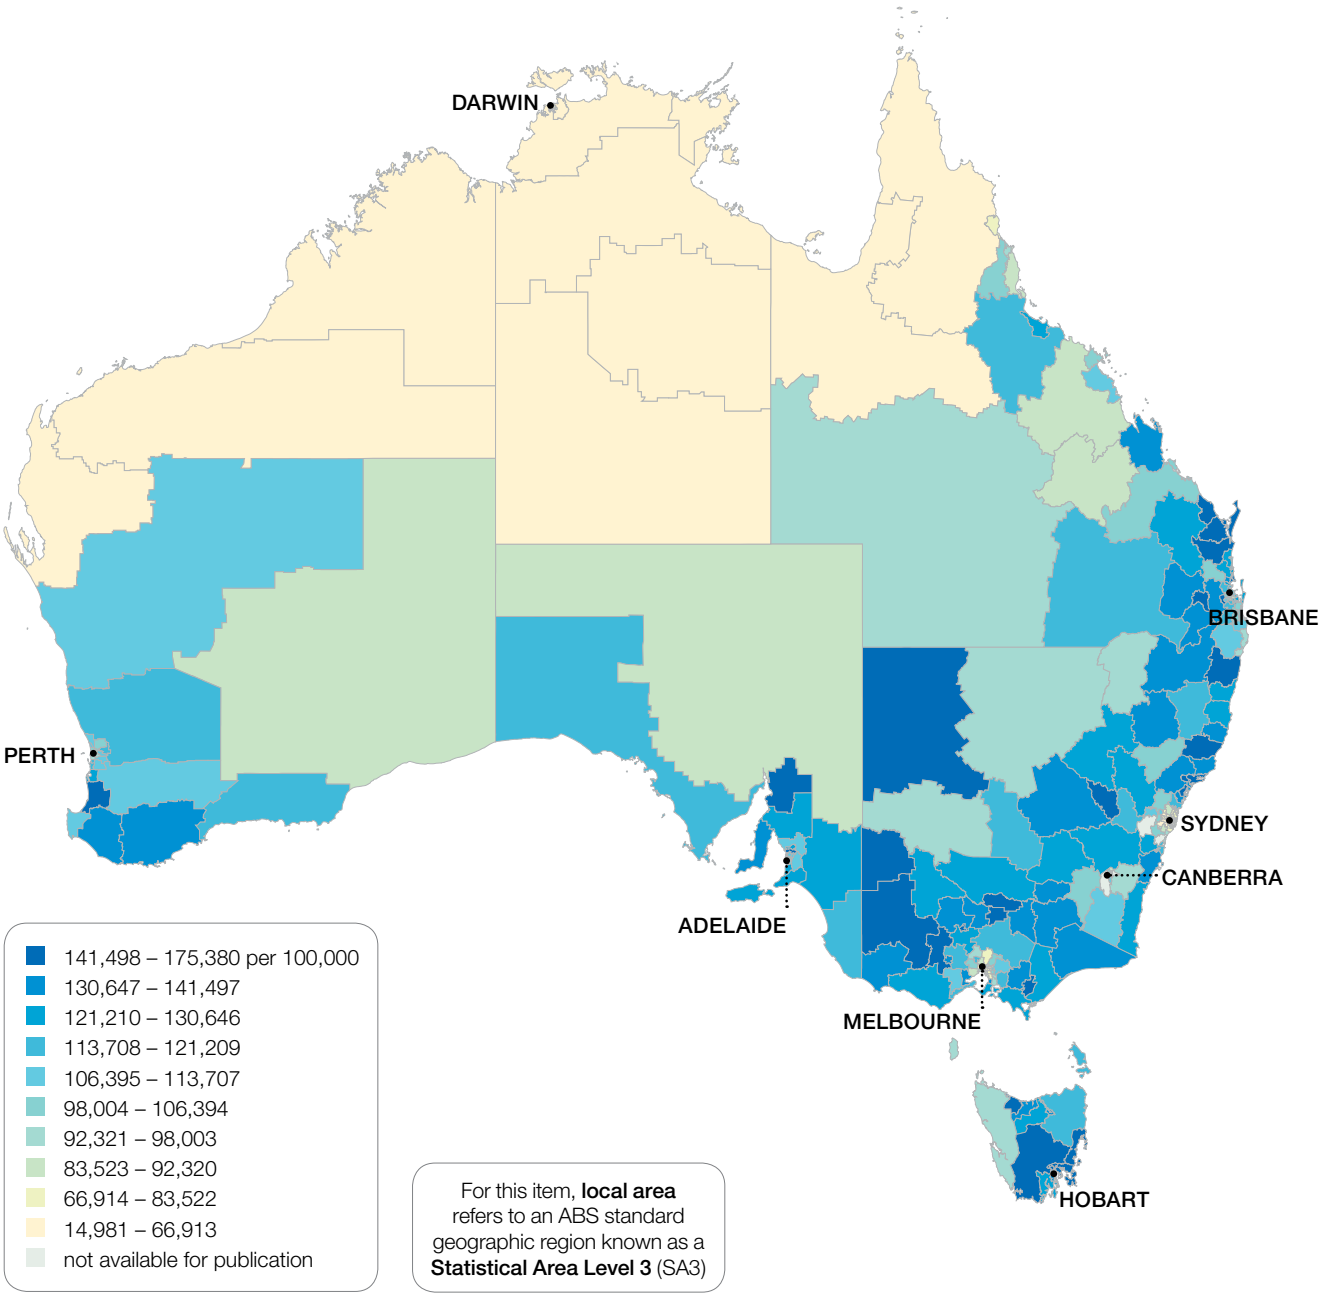 DARWIN
BRISBANE
PERTH
SYDNEY
CANBERRA
ADELAIDE
MELBOURNE
HOBART
141,498 – 175,380 per 100,000
130,647 – 141,497
121,210 – 130,646
113,708 – 121,209
106,395 – 113,707
98,004 – 106,394
92,321 – 98,003
83,523 – 92,320
66,914 – 83,522
14,981 – 66,913
not available for publication
For this item, local area
refers to an ABS standard
geographic region known as a
Statistical Area Level 3 (SA3)